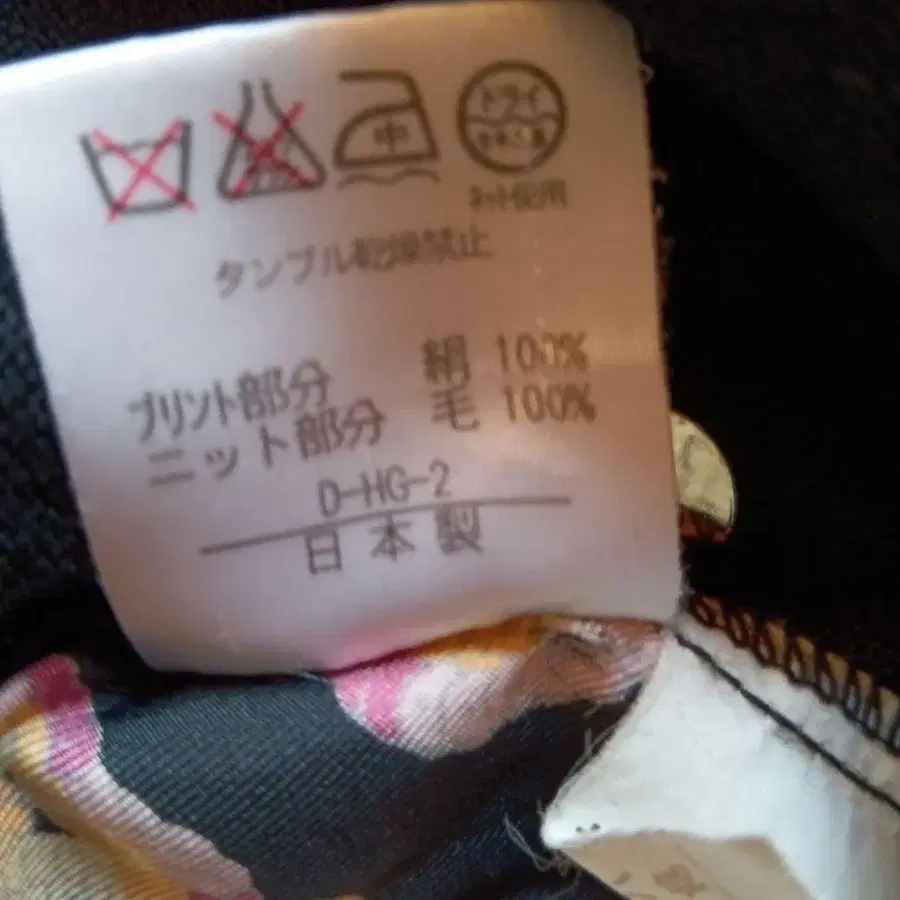 中 ドライ
ネット使用
タンブル乾燥禁止
プリント部分 絹 100%
ニット部分 毛 100%
D-HG-2
日本製